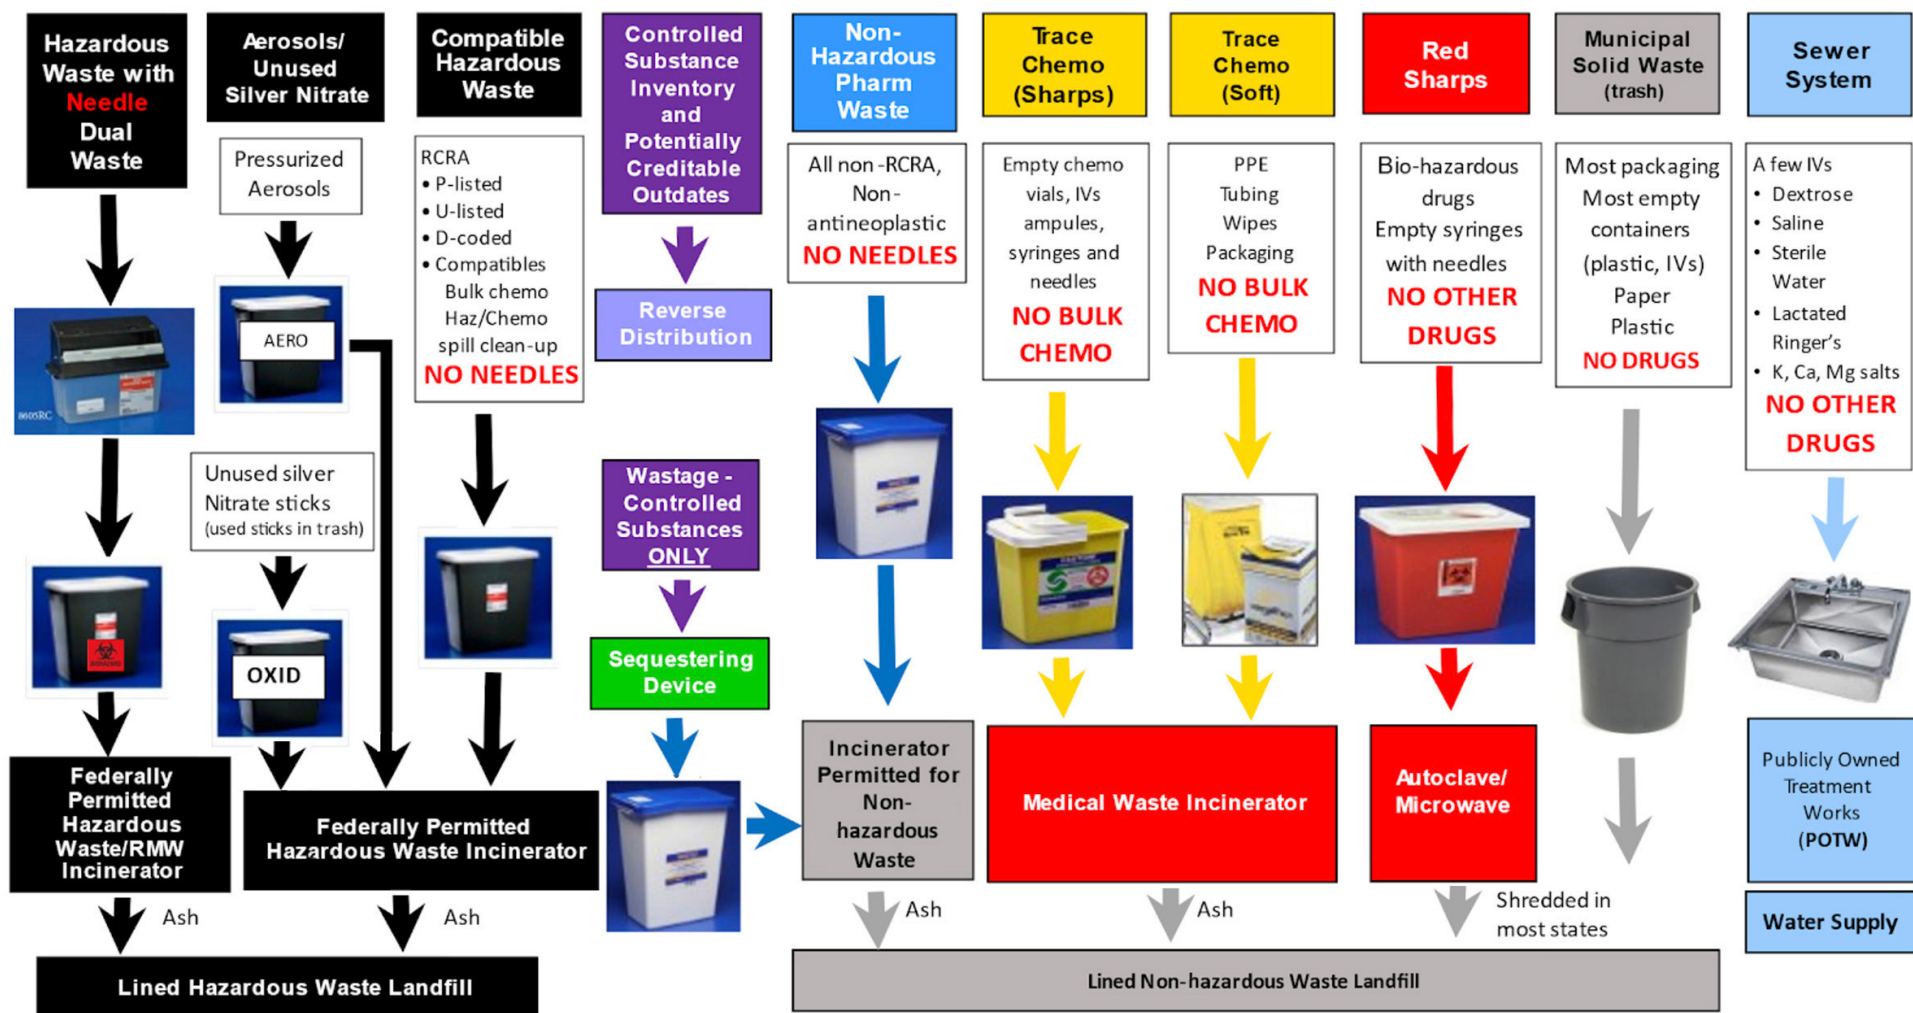 Hazardous
Waste with
Needle
Dual
Waste
8605RC
Federally
Permitted
Hazardous
Waste/RMW
Incinerator
Ash
Aerosols/
Unused
Silver Nitrate
Pressurized
Aerosols
AERO
Unused silver
Nitrate sticks
(used sticks in trash)
OXID
Compatible
Hazardous
Waste
RCRA
• P-listed
• U-listed
• D-coded
• Compatibles
Bulk chemo
Haz/Chemo
spill clean-up
NO NEEDLES
Federally Permitted
Hazardous Waste Incinerator
Ash
Lined Hazardous Waste Landfill
Controlled
Substance
Inventory
and
Potentially
Creditable
Outdates
Reverse
Distribution
Wastage -
Controlled
Substances
ONLY
Sequestering
Device
Non-
Hazardous
Pharm
Waste
All non -RCRA,
Non-
antineoplastic
NO NEEDLES
Incinerator
Permitted for
Non-
hazardous
Waste
Ash
Trace
Chemo
(Sharps)
Empty chemo
vials, IVs
ampules,
syringes and
needles
NO BULK
CHEMO
Trace
Chemo
(Soft)
PPE
Tubing
Wipes
Packaging
NO BULK
CHEMO
Medical Waste Incinerator
Ash
Red
Sharps
Bio-hazardous
drugs
Empty syringes
with needles
NO OTHER
DRUGS
Autoclave/
Microwave
Shredded in
most states
Municipal
Solid Waste
(trash)
Most packaging
Most empty
containers
(plastic, IVs)
Paper
Plastic
NO DRUGS
Lined Non-hazardous Waste Landfill
Sewer
System
A few IVs
• Dextrose
• Saline
• Sterile
Water
• Lactated
Ringer's
• K, Ca, Mg salts
NO OTHER
DRUGS
Publicly Owned
Treatment
Works
(POTW)
Water Supply